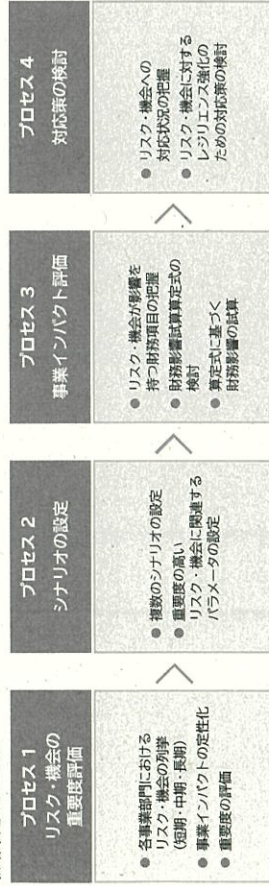 プロセス 1
リスク・機会の
重要度評価
● 各事業部門における
リスク・機会の列挙
(短期・中期・長期)
● 事業インパクトの定性化
● 重要度の評価
プロセス 2
シナリオの設定
● 複数のシナリオの設定
● 重要度の高い
リスク・機会に関連する
パラメータの設定
プロセス 3
事業インパクト評価
● リスク・機会が影響を
持つ財務項目の把握
● 財務影響試算算定式の
検討
● 算定式に基づく
財務影響の試算
プロセス 4
対応策の検討
● リスク・機会への
対応状況の把握
● リスク・機会に対する
レジリエンス強化の
ための対応策の検討